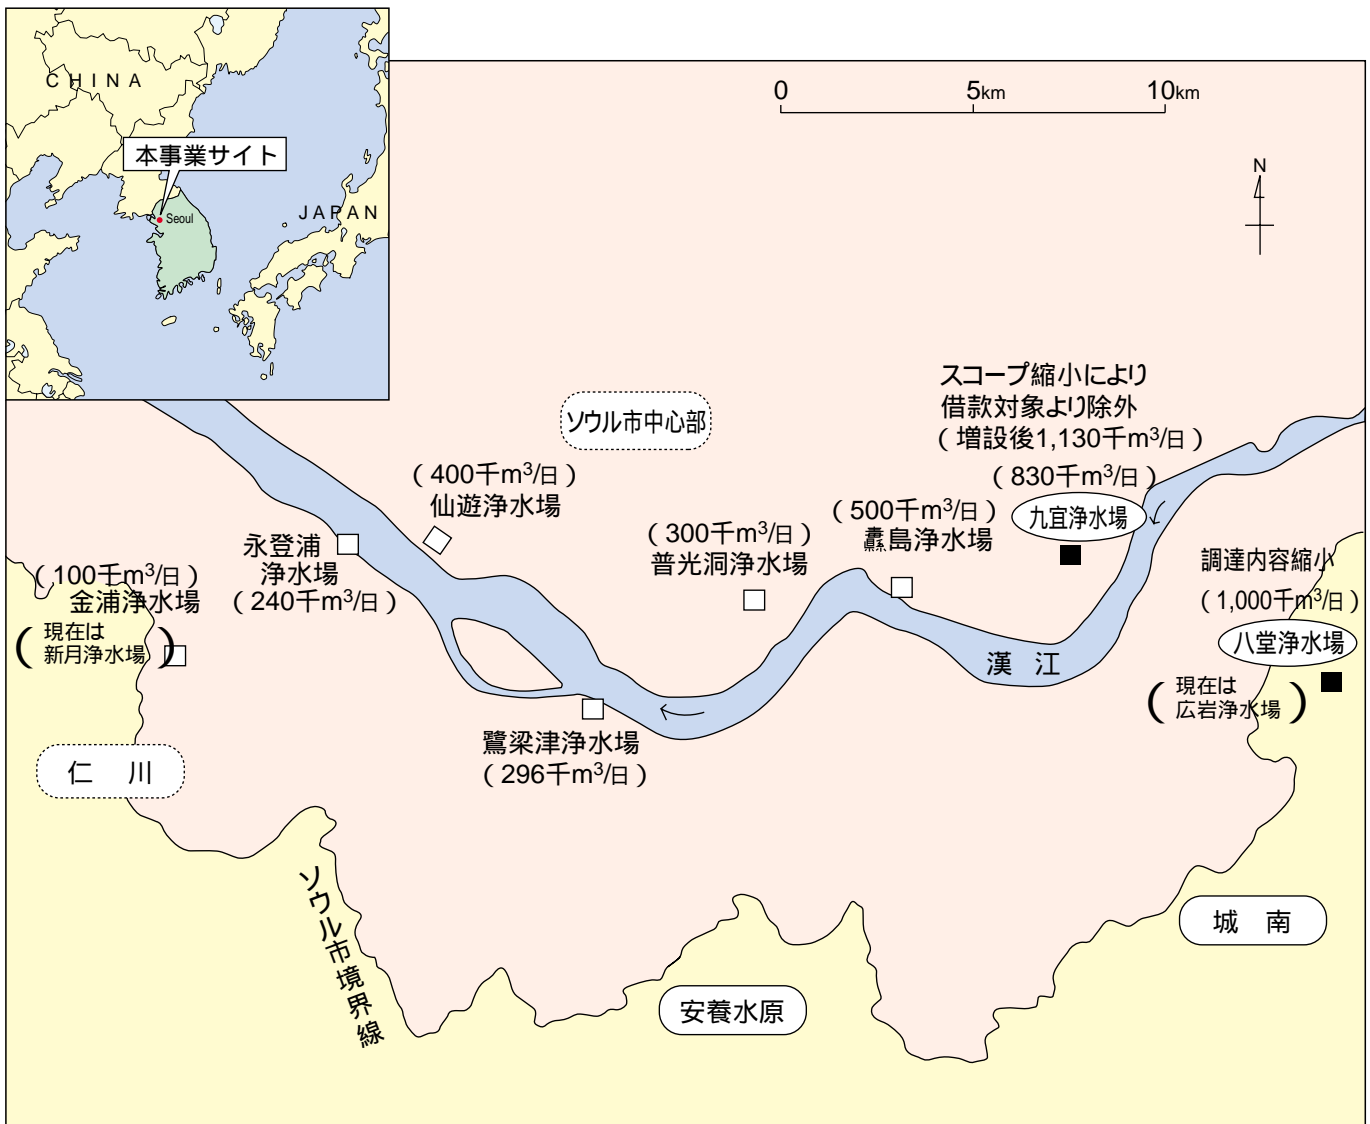 CHINA
本事業サイト
Seoul
JAPAN
0 5km 10km
N
スコープ縮小により
借款対象より除外
(増設後1,130千m³/日)
(830千m³/日)
九宜浄水場
ソウル市中心部
(400千m³/日)
仙遊浄水場
(500千m³/日)
纛島浄水場
(300千m³/日)
普光洞浄水場
永登浦
浄水場
(240千m³/日)
(100千m³/日)
金浦浄水場
(現在は
新月浄水場)
調達内容縮小
(1,000千m³/日)
八堂浄水場
(現在は
広岩浄水場)
漢江
鷺梁津浄水場
(296千m³/日)
仁川
ソウル市境界線
城南
安養水原